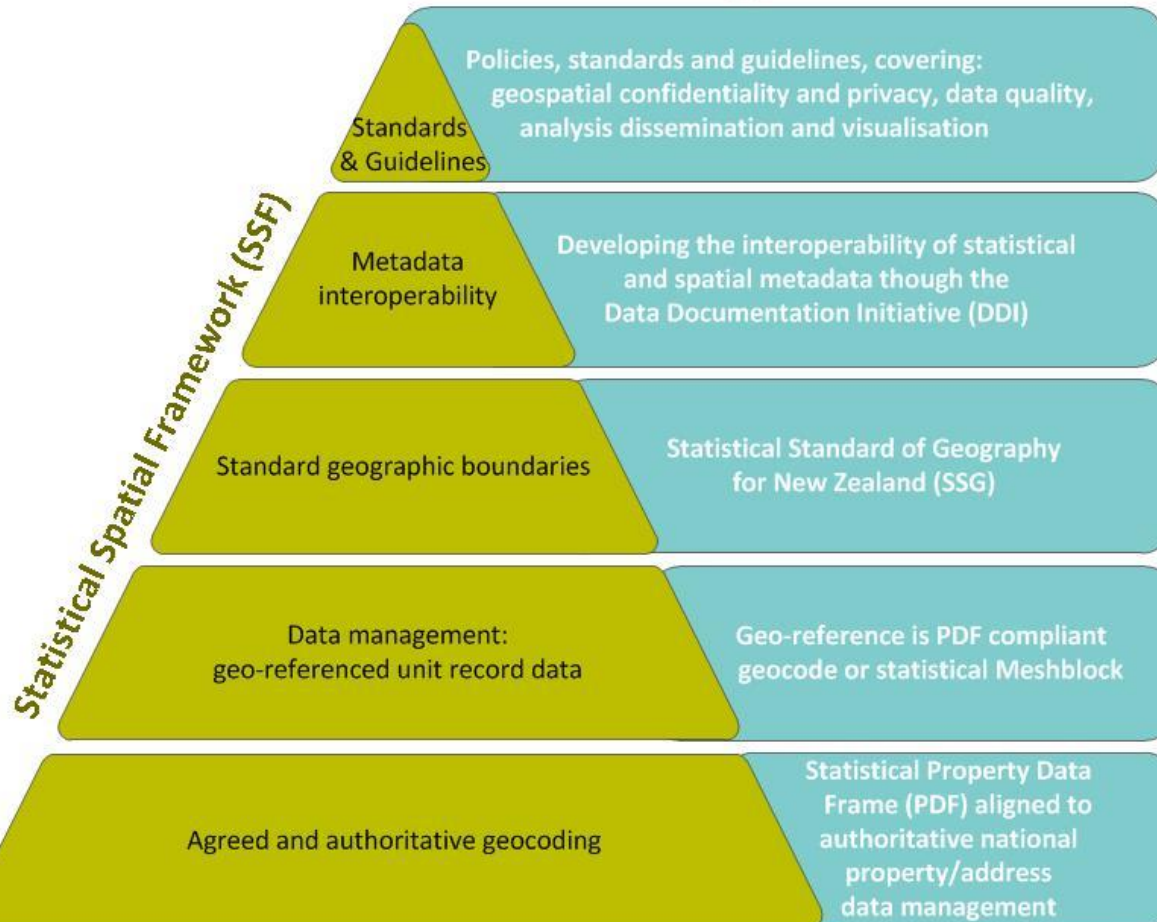 Statistical Spatial Framework (SSF)
Standards
& Guidelines
Policies, standards and guidelines, covering:
geospatial confidentiality and privacy, data quality,
analysis dissemination and visualisation
Metadata
interoperability
Developing the interoperability of statistical
and spatial metadata though the
Data Documentation Initiative (DDI)
Standard geographic boundaries
Statistical Standard of Geography
for New Zealand (SSG)
Data management:
geo-referenced unit record data
Geo-reference is PDF compliant
geocode or statistical Meshblock
Agreed and authoritative geocoding
Statistical Property Data
Frame (PDF) aligned to
authoritative national
property/address
data management